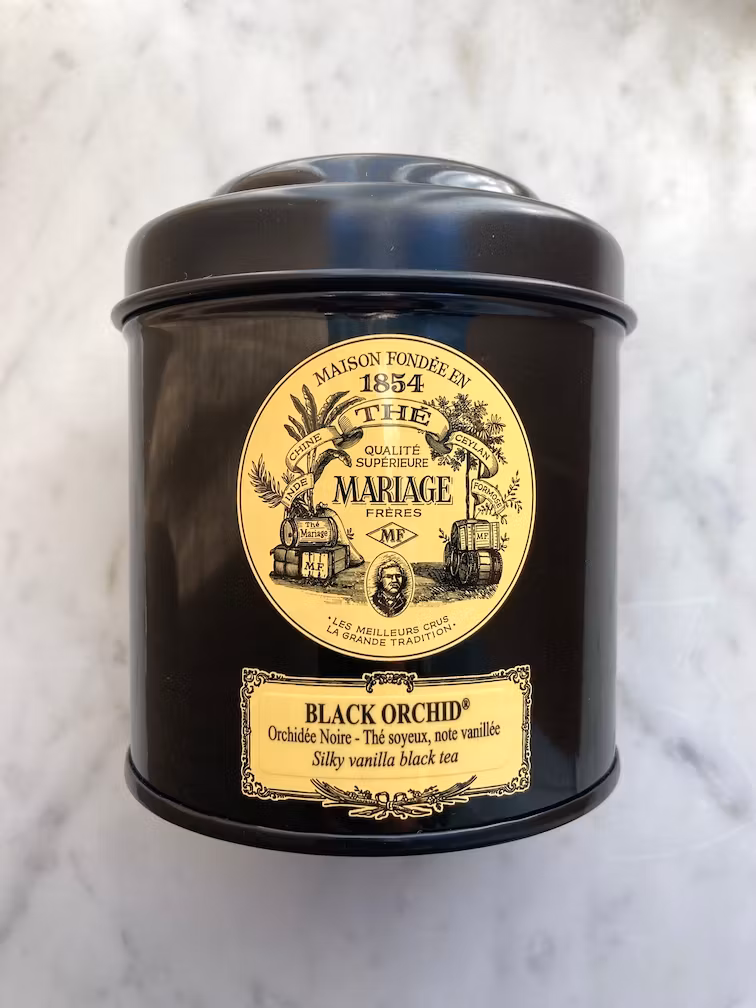 MAISON FONDÉE EN
1854
THÉ
CHINE
CEYLAN
INDE
FORMOSE
QUALITÉ
SUPÉRIEURE
MARIAGE
FRÈRES
MF
Thé
Mariage
M.F
MF
·LES MEILLEURS CRUS
LA GRANDE TRADITION·
BLACK ORCHID®
Orchidée Noire - Thé soyeux, note vanillée
Silky vanilla black tea